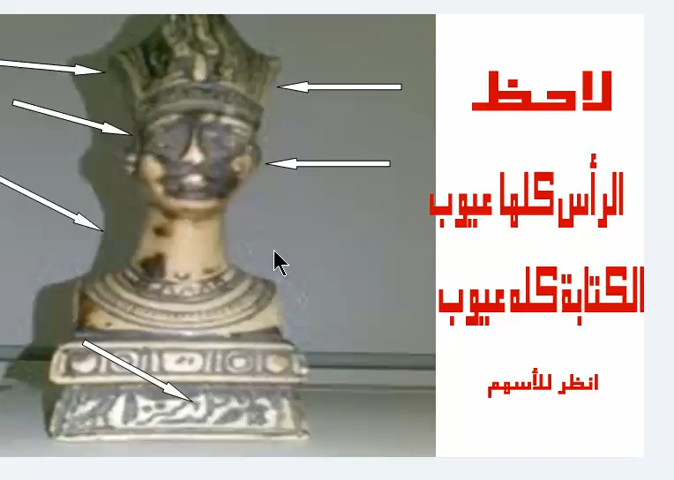 لاحظ
الرأس كلها عيوب
الكتابة كله عيوب
انظر للأسهم